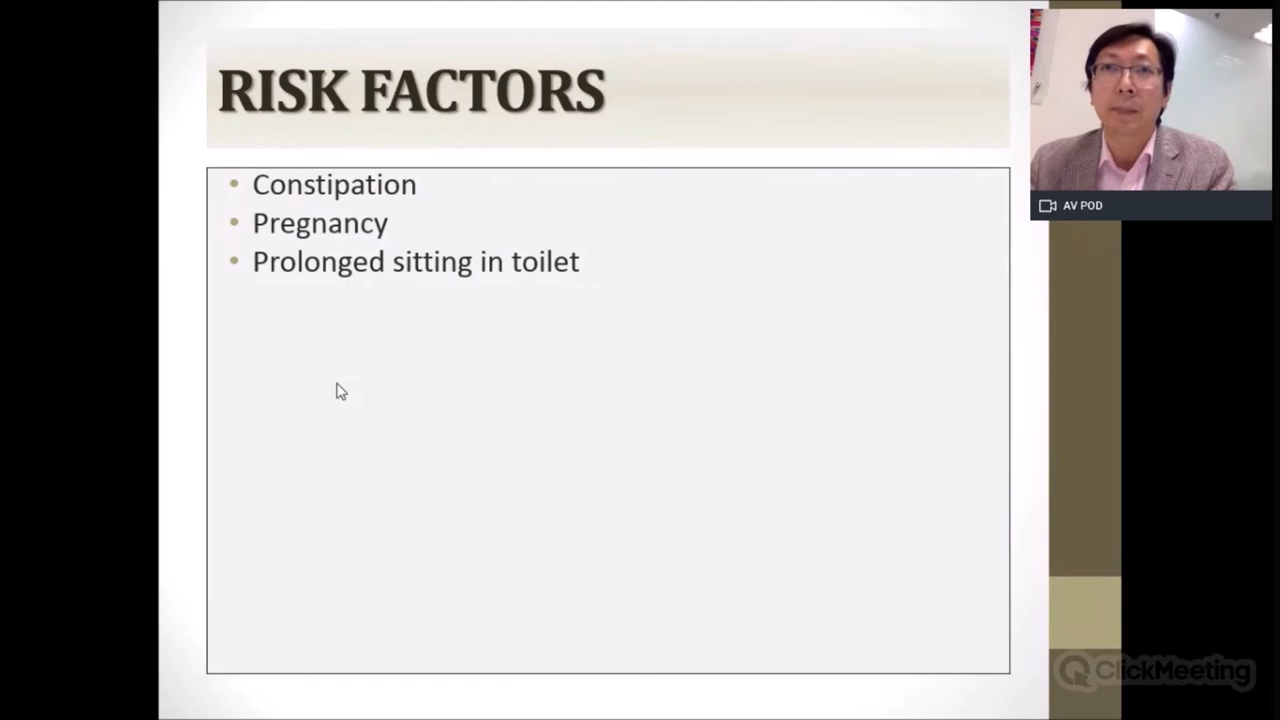 RISK FACTORS
• Constipation
• Pregnancy
• Prolonged sitting in toilet
AV POD
ClickMeeting